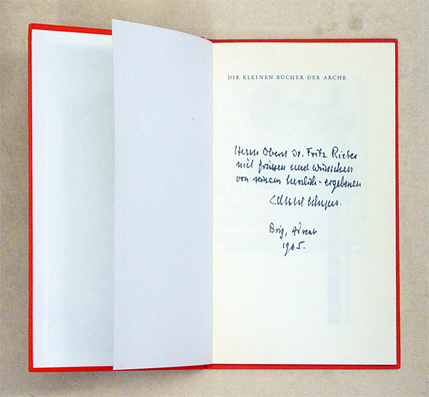 DIE KLEINEN BÜCHER DER ARCHE
Herrn Oberst Dr. Fritz Rieter
mit Grüssen und Wünschen
von seinem herzlich-ergebenen
Brig, Advent
1965.